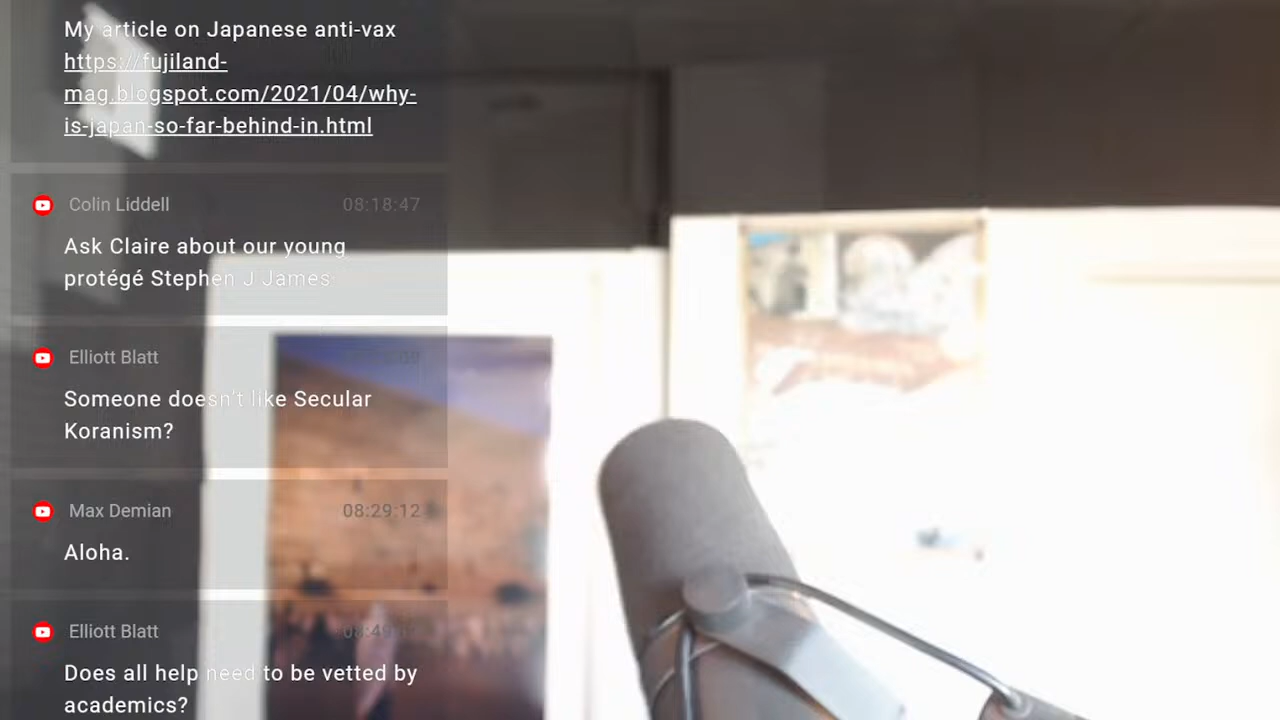 My article on Japanese anti-vax
https://fujiland-
mag.blogspot.com/2021/04/why-
is-japan-so-far-behind-in.html
Colin Liddell 08:18:47
Ask Claire about our young
protégé Stephen J James
Elliott Blatt
Someone doesn't like Secular
Koranism?
Max Demian 08:29:12
Aloha.
Elliott Blatt
Does all help need to be vetted by
academics?